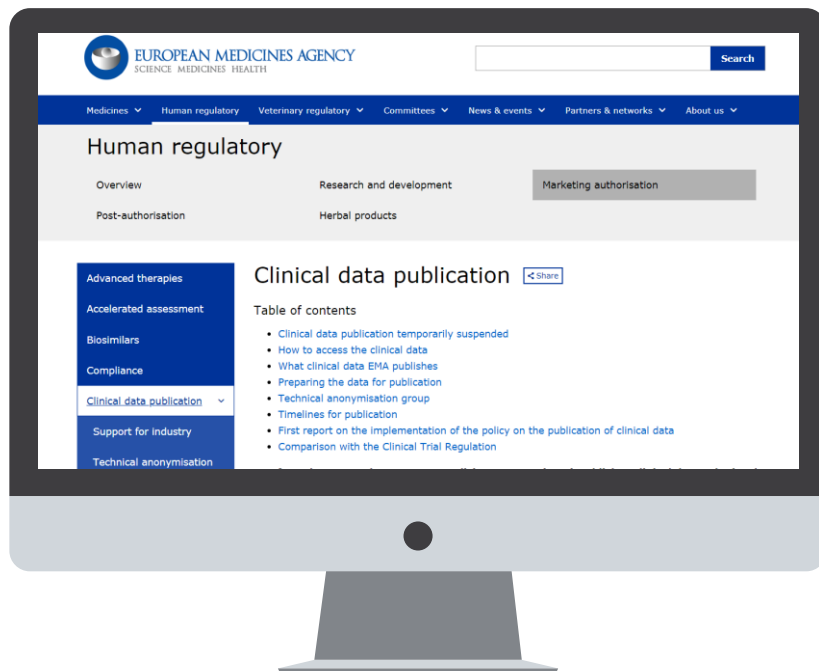 EUROPEAN MEDICINES AGENCY
SCIENCE MEDICINES HEALTH
Search
Medicines Human regulatory Veterinary regulatory Committees News & events Partners & networks About us
Human regulatory
Overview Research and development Marketing authorisation
Post-authorisation Herbal products
Advanced therapies
Accelerated assessment
Biosimilars
Compliance
Clinical data publication
Support for industry
Technical anonymisation
Clinical data publication Share
Table of contents
• Clinical data publication temporarily suspended
• How to access the clinical data
• What clinical data EMA publishes
• Preparing the data for publication
• Technical anonymisation group
• Timelines for publication
• First report on the implementation of the policy on the publication of clinical data
• Comparison with the Clinical Trial Regulation